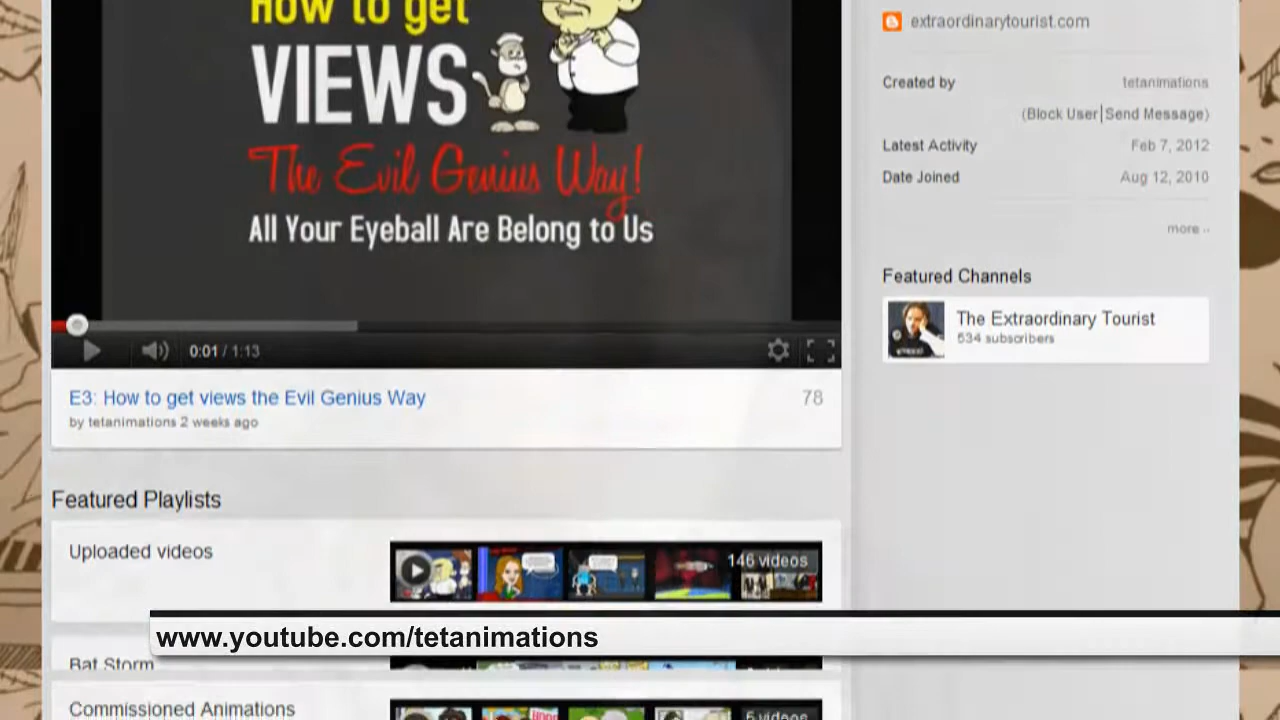 How to get
VIEWS
The Evil Genius Way!
All Your Eyeball Are Belong to Us
0:01 / 1:13
E3: How to get views the Evil Genius Way
78
by tetanimations 2 weeks ago
Featured Playlists
Uploaded videos
146 videos
www.youtube.com/tetanimations
Bat Storm
Commissioned Animations
5 videos
extraordinarytourist.com
Created by tetanimations
(Block User|Send Message)
Latest Activity Feb 7, 2012
Date Joined Aug 12, 2010
more ..
Featured Channels
The Extraordinary Tourist
534 subscribers